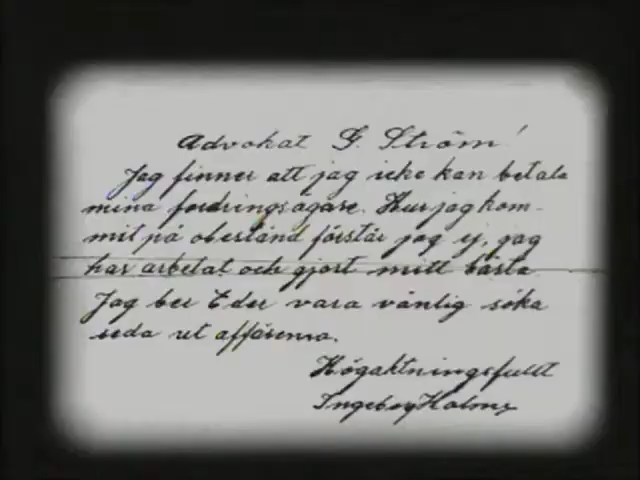 Advokat G. Ström!
Jag finner att jag icke kan betala
mina fordringsägare. Hur jag kom-
mit på obestånd förstår jag ej, jag
har arbetat och gjort mitt bästa
Jag ber Eder vara vänlig söka
reda ut affärerna.
Högaktningsfullt
Ingeborg Holm